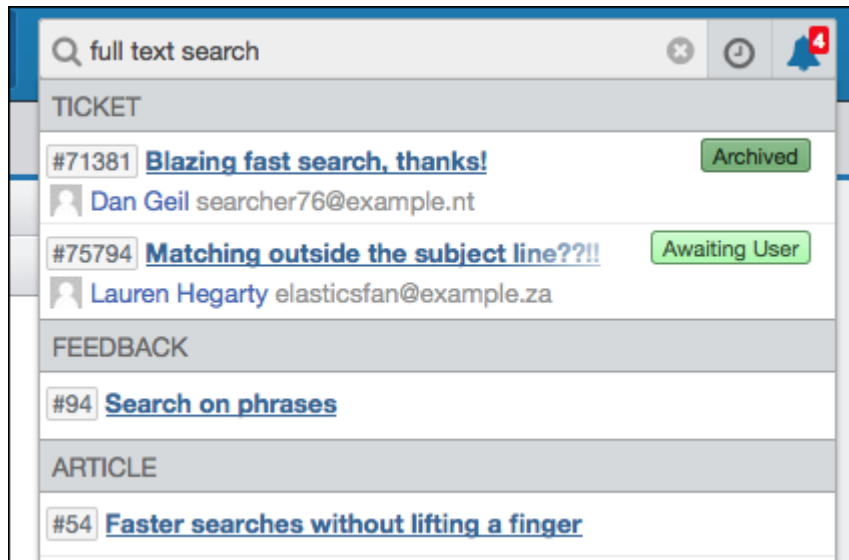 full text search
4
TICKET
#71381 Blazing fast search, thanks! Archived
Dan Geil searcher76@example.nt
#75794 Matching outside the subject line??!! Awaiting User
Lauren Hegarty elasticsfan@example.za
FEEDBACK
#94 Search on phrases
ARTICLE
#54 Faster searches without lifting a finger